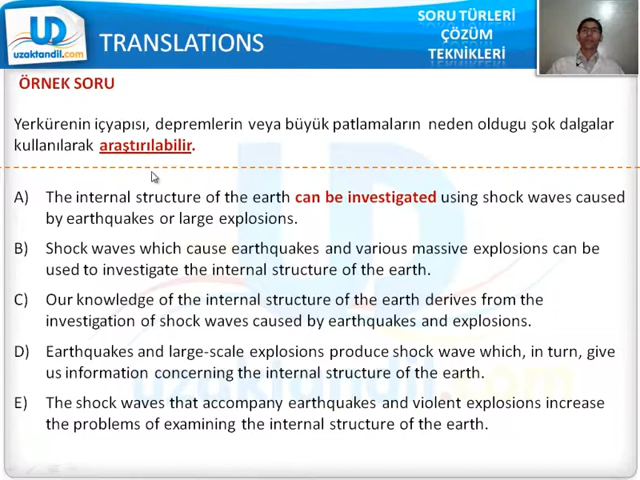 SORU TÜRLERİ
ÇÖZÜM
TEKNİKLERİ
UD
uzaktandil.com
TRANSLATIONS
ÖRNEK SORU
Yerkürenin içyapısı, depremlerin veya büyük patlamaların neden oldugu şok dalgalar
kullanılarak araştırılabilir.
A) The internal structure of the earth can be investigated using shock waves caused
by earthquakes or large explosions.
B) Shock waves which cause earthquakes and various massive explosions can be
used to investigate the internal structure of the earth.
C) Our knowledge of the internal structure of the earth derives from the
investigation of shock waves caused by earthquakes and explosions.
D) Earthquakes and large-scale explosions produce shock wave which, in turn, give
us information concerning the internal structure of the earth.
E) The shock waves that accompany earthquakes and violent explosions increase
the problems of examining the internal structure of the earth.
UD
uzaktandil.com